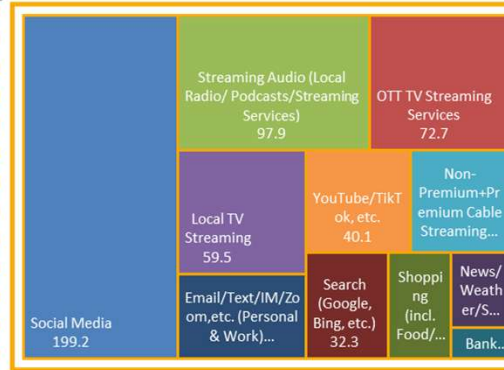 Streaming Audio (Local
Radio/ Podcasts/Streaming
Services)
97.9
OTT TV Streaming
Services
72.7
Local TV
Streaming
59.5
YouTube/TikT
ok, etc.
40.1
Non-
Premium+Pr
emium Cable
Streaming...
Social Media
199.2
Email/Text/IM/Zo
om,etc. (Personal
& Work)...
Search
(Google,
Bing, etc.)
32.3
Shoppi
ng
(incl.
Food/...
News/
Weath
er/S...
Bank...